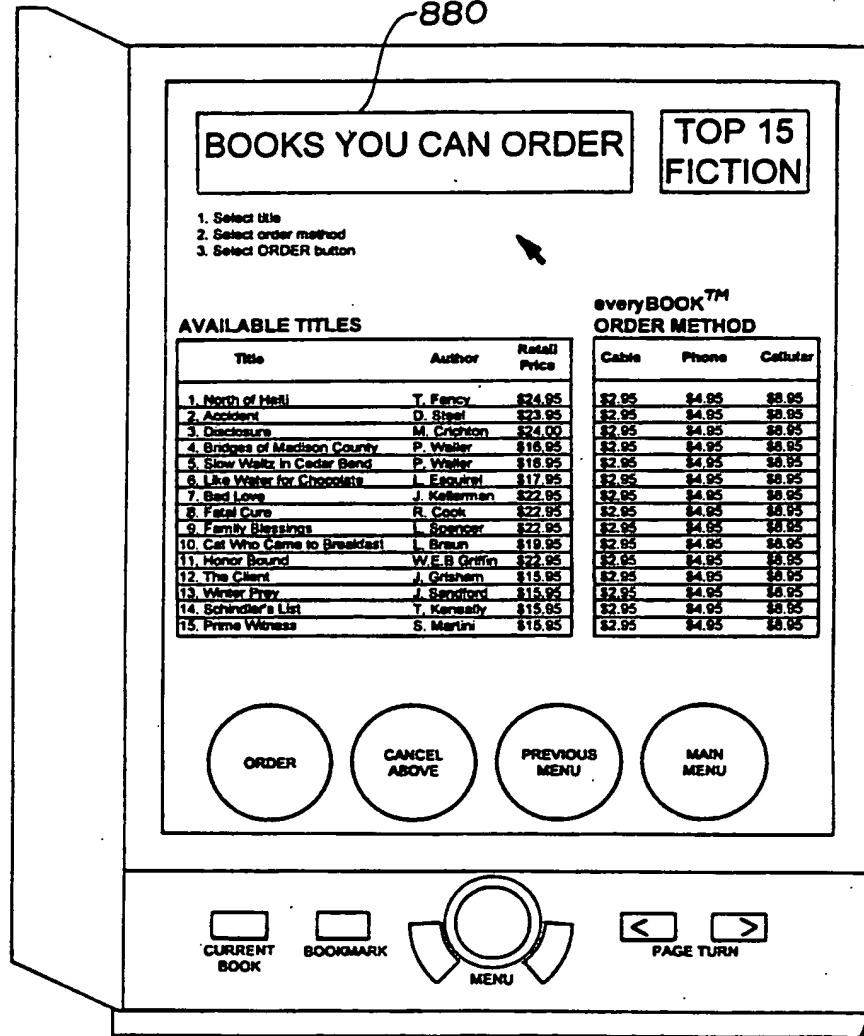 880
BOOKS YOU CAN ORDER
TOP 15
FICTION
1. Select title
2. Select order method
3. Select ORDER button
everyBOOK™
AVAILABLE TITLES
ORDER METHOD
Title Author Retail Price Cable Phone Cellular
1. North of Haiti T. Fancy $24.95 $2.95 $4.95 $8.95
2. Accident D. Steel $23.95 $2.95 $4.95 $8.95
3. Disclosure M. Crichton $24.00 $2.95 $4.95 $8.95
4. Bridges of Madison County P. Waller $16.95 $2.95 $4.95 $8.95
5. Slow Waltz in Cedar Bend P. Waller $16.95 $2.95 $4.95 $8.95
6. Like Water for Chocolate L. Esquirel $17.95 $2.95 $4.95 $8.95
7. Bad Love J. Kellerman $22.95 $2.95 $4.95 $8.95
8. Fatal Cure R. Cook $22.95 $2.95 $4.95 $8.95
9. Family Blessings L. Spencer $22.95 $2.95 $4.95 $8.95
10. Cat Who Came to Breakfast L. Braun $19.95 $2.95 $4.95 $8.95
11. Honor Bound W.E.B Griffin $22.95 $2.95 $4.95 $8.95
12. The Client J. Grisham $15.95 $2.95 $4.95 $8.95
13. Winter Prey J. Sandford $15.95 $2.95 $4.95 $8.95
14. Schindler's List T. Keneally $15.95 $2.95 $4.95 $8.95
15. Prime Witness S. Martini $15.95 $2.95 $4.95 $8.95
ORDER
CANCEL
ABOVE
PREVIOUS
MENU
MAIN
MENU
< >
CURRENT
BOOK
BOOKMARK
MENU
PAGE TURN